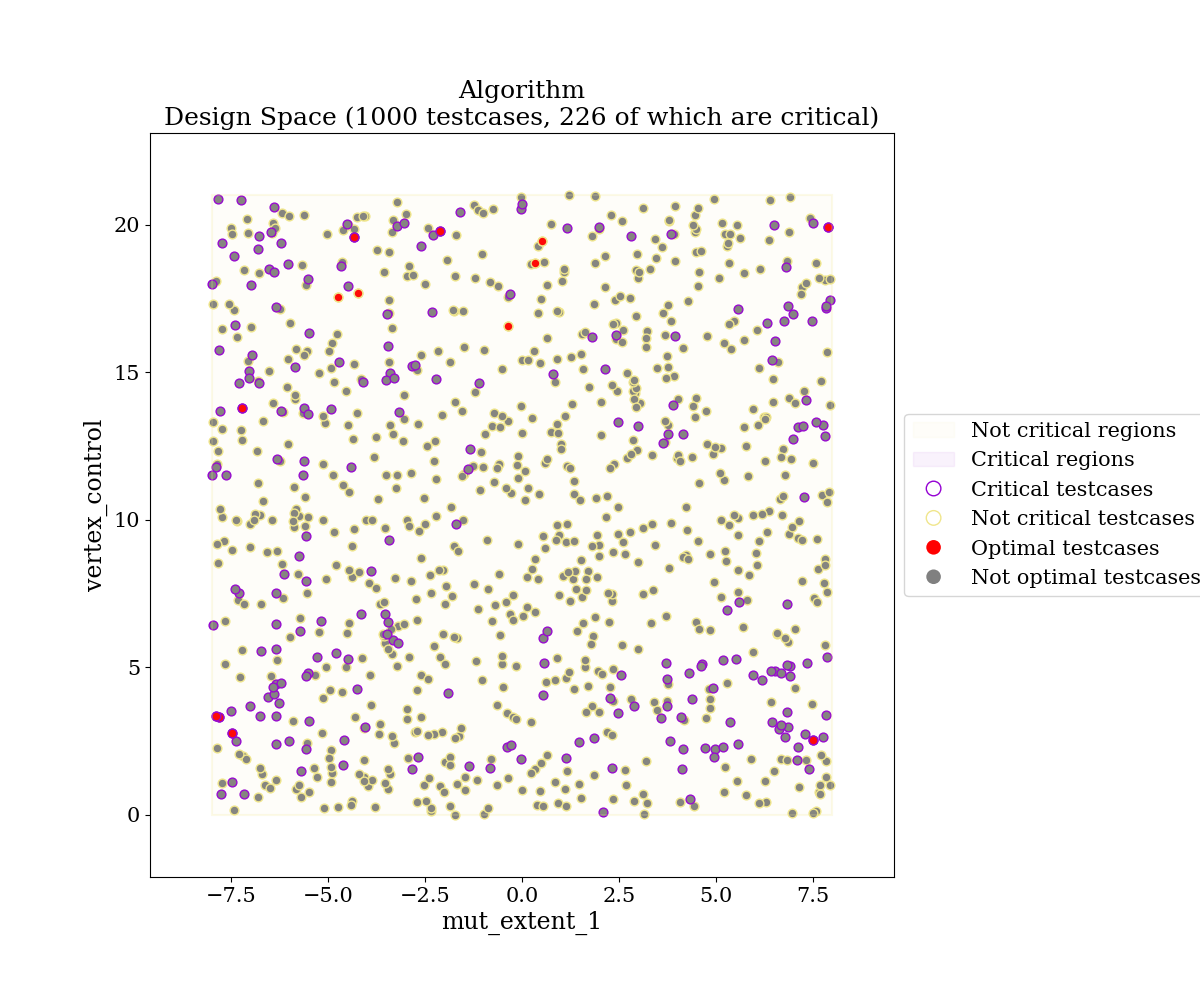 Algorithm
Design Space (1000 testcases, 226 of which are critical)
vertex_control
20
15
10
5
0
−7.5
−5.0
−2.5
0.0
2.5
5.0
7.5
mut_extent_1
Not critical regions
Critical regions
Critical testcases
Not critical testcases
Optimal testcases
Not optimal testcases